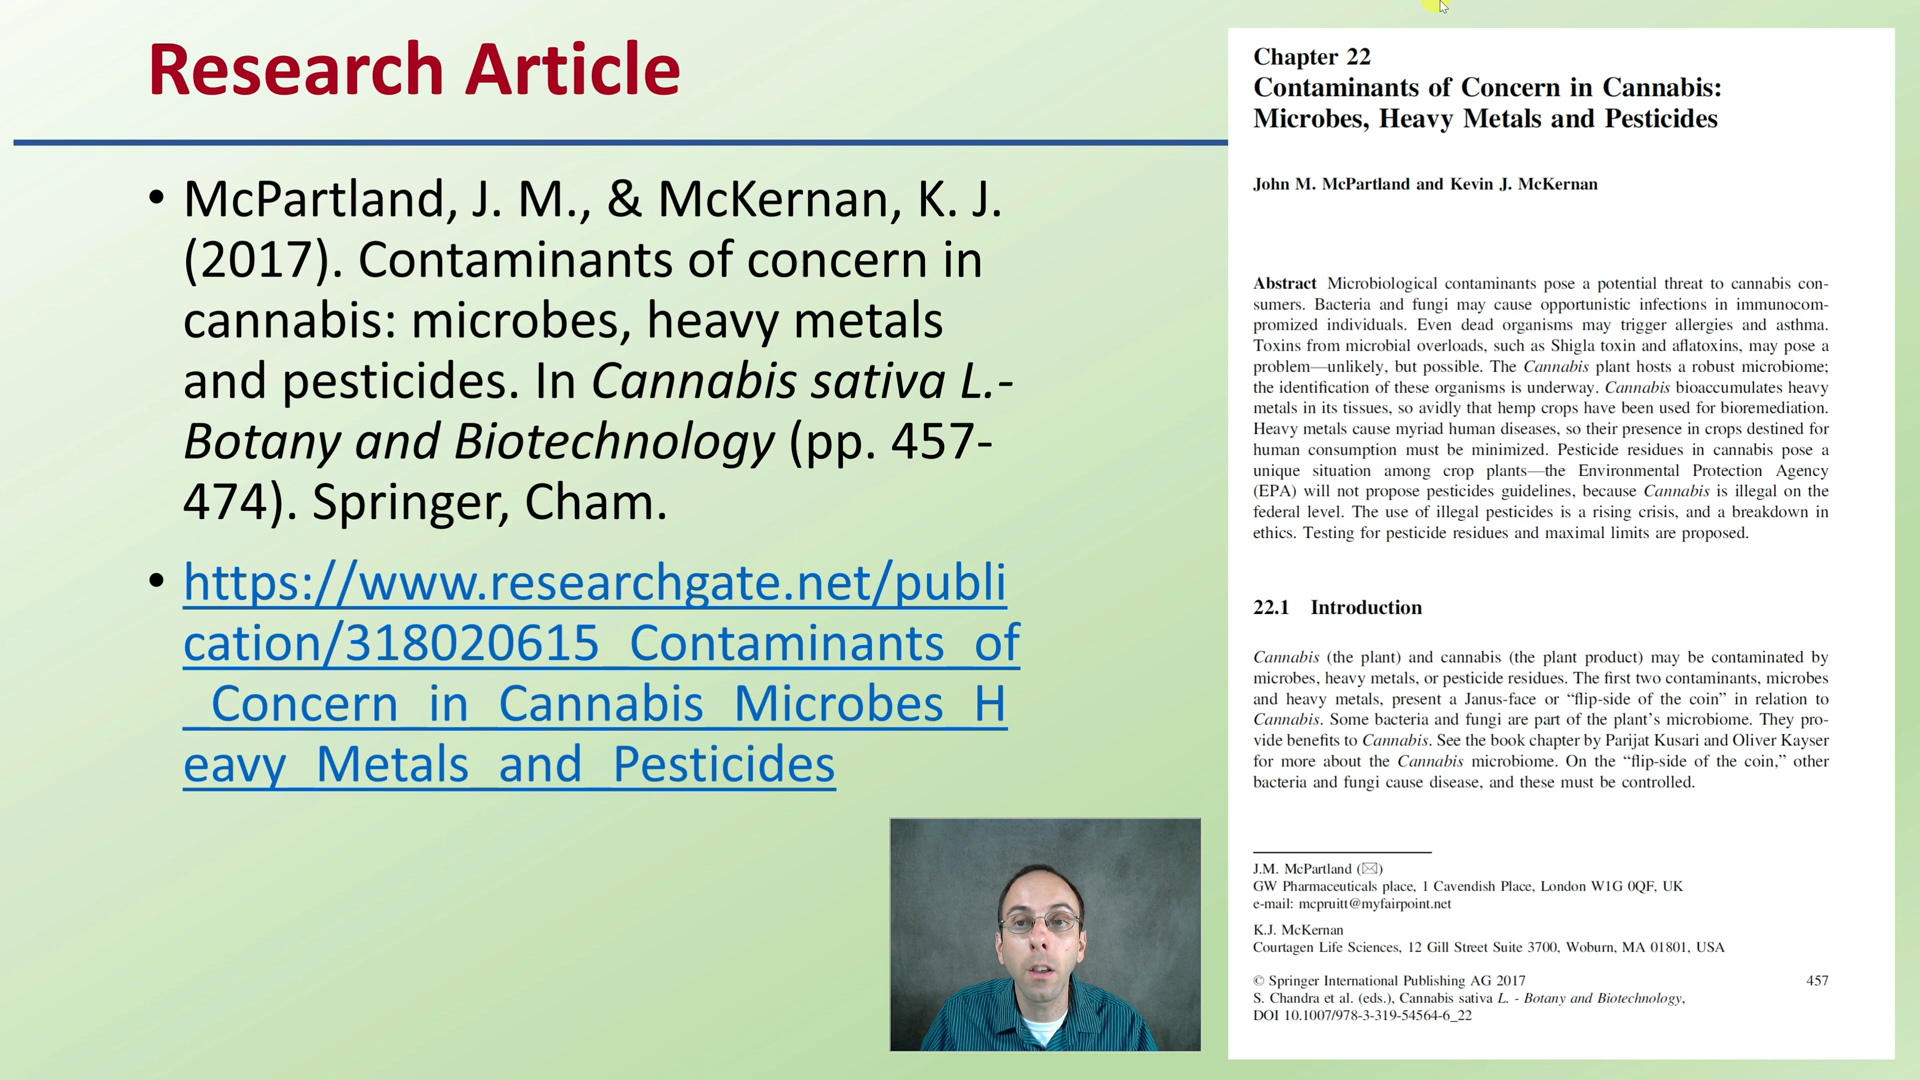 Research Article
• McPartland, J. M., & McKernan, K. J.
(2017). Contaminants of concern in
cannabis: microbes, heavy metals
and pesticides. In Cannabis sativa L.-
Botany and Biotechnology (pp. 457-
474). Springer, Cham.
• https://www.researchgate.net/publi
cation/318020615_Contaminants_of
_Concern_in_Cannabis_Microbes_H
eavy_Metals_and_Pesticides
Chapter 22
Contaminants of Concern in Cannabis:
Microbes, Heavy Metals and Pesticides
John M. McPartland and Kevin J. McKernan
Abstract Microbiological contaminants pose a potential threat to cannabis con-
sumers. Bacteria and fungi may cause opportunistic infections in immunocom-
promized individuals. Even dead organisms may trigger allergies and asthma.
Toxins from microbial overloads, such as Shigla toxin and aflatoxins, may pose a
problem—unlikely, but possible. The Cannabis plant hosts a robust microbiome;
the identification of these organisms is underway. Cannabis bioaccumulates heavy
metals in its tissues, so avidly that hemp crops have been used for bioremediation.
Heavy metals cause myriad human diseases, so their presence in crops destined for
human consumption must be minimized. Pesticide residues in cannabis pose a
unique situation among crop plants—the Environmental Protection Agency
(EPA) will not propose pesticides guidelines, because Cannabis is illegal on the
federal level. The use of illegal pesticides is a rising crisis, and a breakdown in
ethics. Testing for pesticide residues and maximal limits are proposed.
22.1 Introduction
Cannabis (the plant) and cannabis (the plant product) may be contaminated by
microbes, heavy metals, or pesticide residues. The first two contaminants, microbes
and heavy metals, present a Janus-face or “flip-side of the coin” in relation to
Cannabis. Some bacteria and fungi are part of the plant’s microbiome. They pro-
vide benefits to Cannabis. See the book chapter by Parijat Kusari and Oliver Kayser
for more about the Cannabis microbiome. On the “flip-side of the coin,” other
bacteria and fungi cause disease, and these must be controlled.
J.M. McPartland (✉)
GW Pharmaceuticals place, 1 Cavendish Place, London W1G 0QF, UK
e-mail: mcpruitt@myfairpoint.net
K.J. McKernan
Courtagen Life Sciences, 12 Gill Street Suite 3700, Woburn, MA 01801, USA
© Springer International Publishing AG 2017 457
S. Chandra et al. (eds.), Cannabis sativa L. - Botany and Biotechnology,
DOI 10.1007/978-3-319-54564-6_22